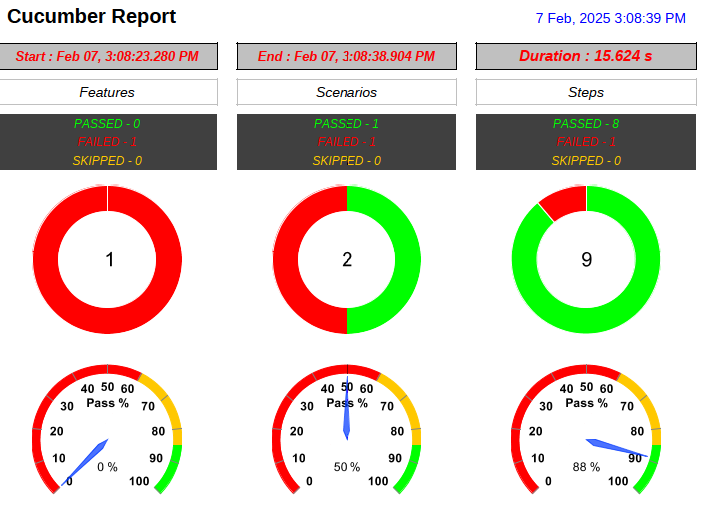 Cucumber Report
7 Feb, 2025 3:08:39 PM
Start : Feb 07, 3:08:23.280 PM
End : Feb 07, 3:08:38.904 PM
Duration : 15.624 s
Features
Scenarios
Steps
PASSED - 0
FAILED - 1
SKIPPED - 0
PASSED - 1
FAILED - 1
SKIPPED - 0
PASSED - 8
FAILED - 1
SKIPPED - 0
1
2
9
0 10 20 30 40 50 60 70 80 90 100
Pass %
0 %
0 10 20 30 40 50 60 70 80 90 100
Pass %
50 %
0 10 20 30 40 50 60 70 80 90 100
Pass %
88 %